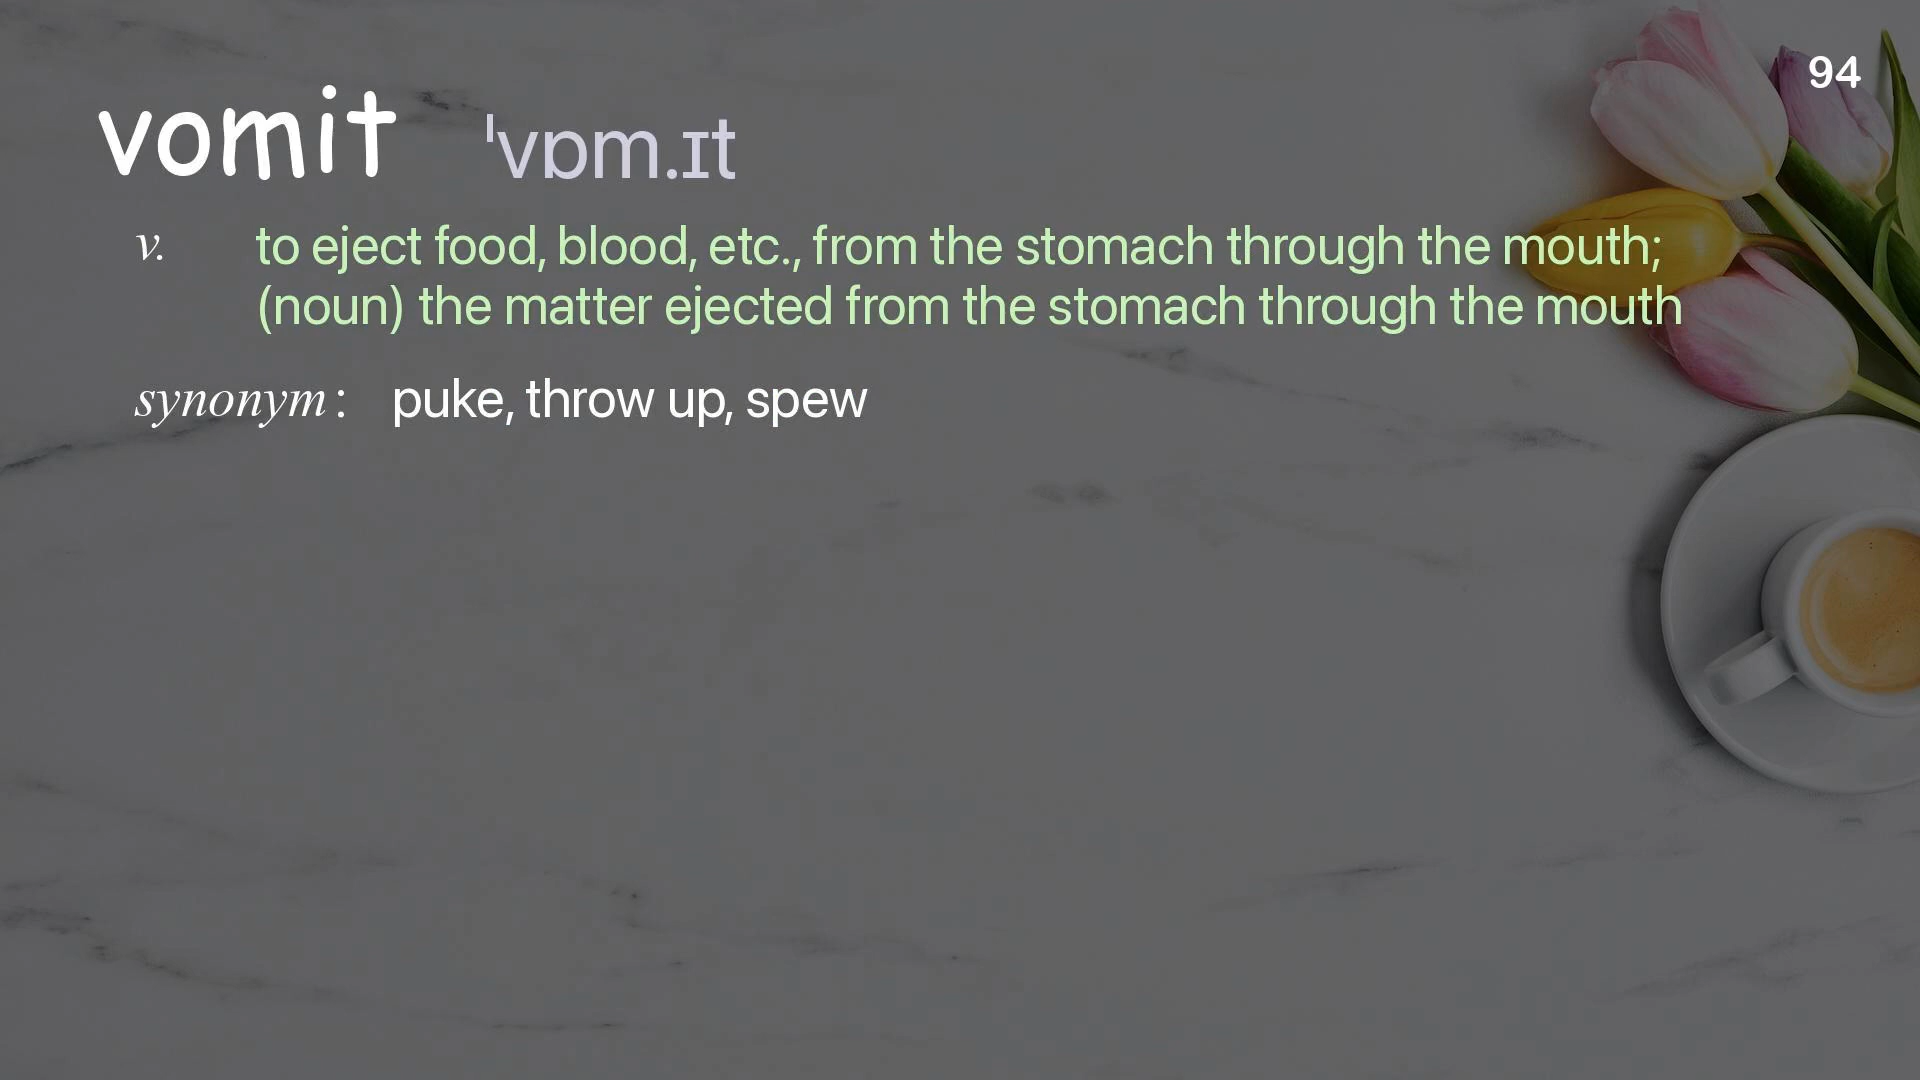 94
vomit ˈvɒm.ɪt
v. to eject food, blood, etc., from the stomach through the mouth;
(noun) the matter ejected from the stomach through the mouth
synonym: puke, throw up, spew